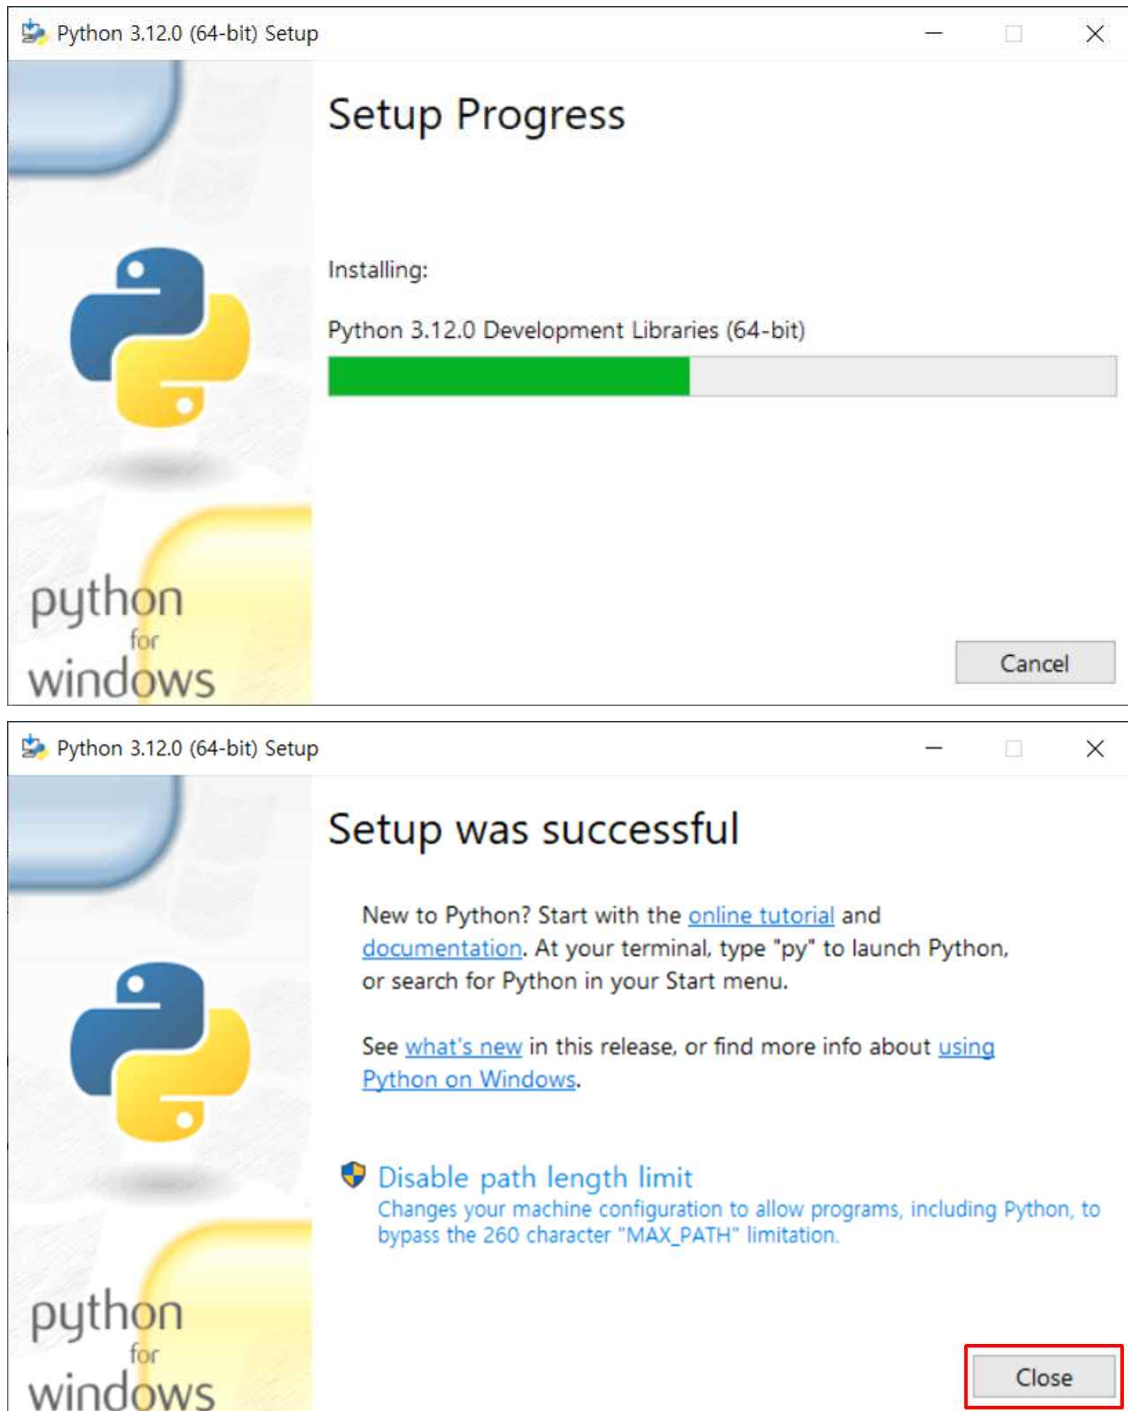 Python 3.12.0 (64-bit) Setup
Setup Progress
Installing:
Python 3.12.0 Development Libraries (64-bit)
python
for
windows
Cancel
Python 3.12.0 (64-bit) Setup
Setup was successful
New to Python? Start with the online tutorial and
documentation. At your terminal, type "py" to launch Python,
or search for Python in your Start menu.
See what's new in this release, or find more info about using
Python on Windows.
Disable path length limit
Changes your machine configuration to allow programs, including Python, to
bypass the 260 character "MAX_PATH" limitation.
python
for
windows
Close